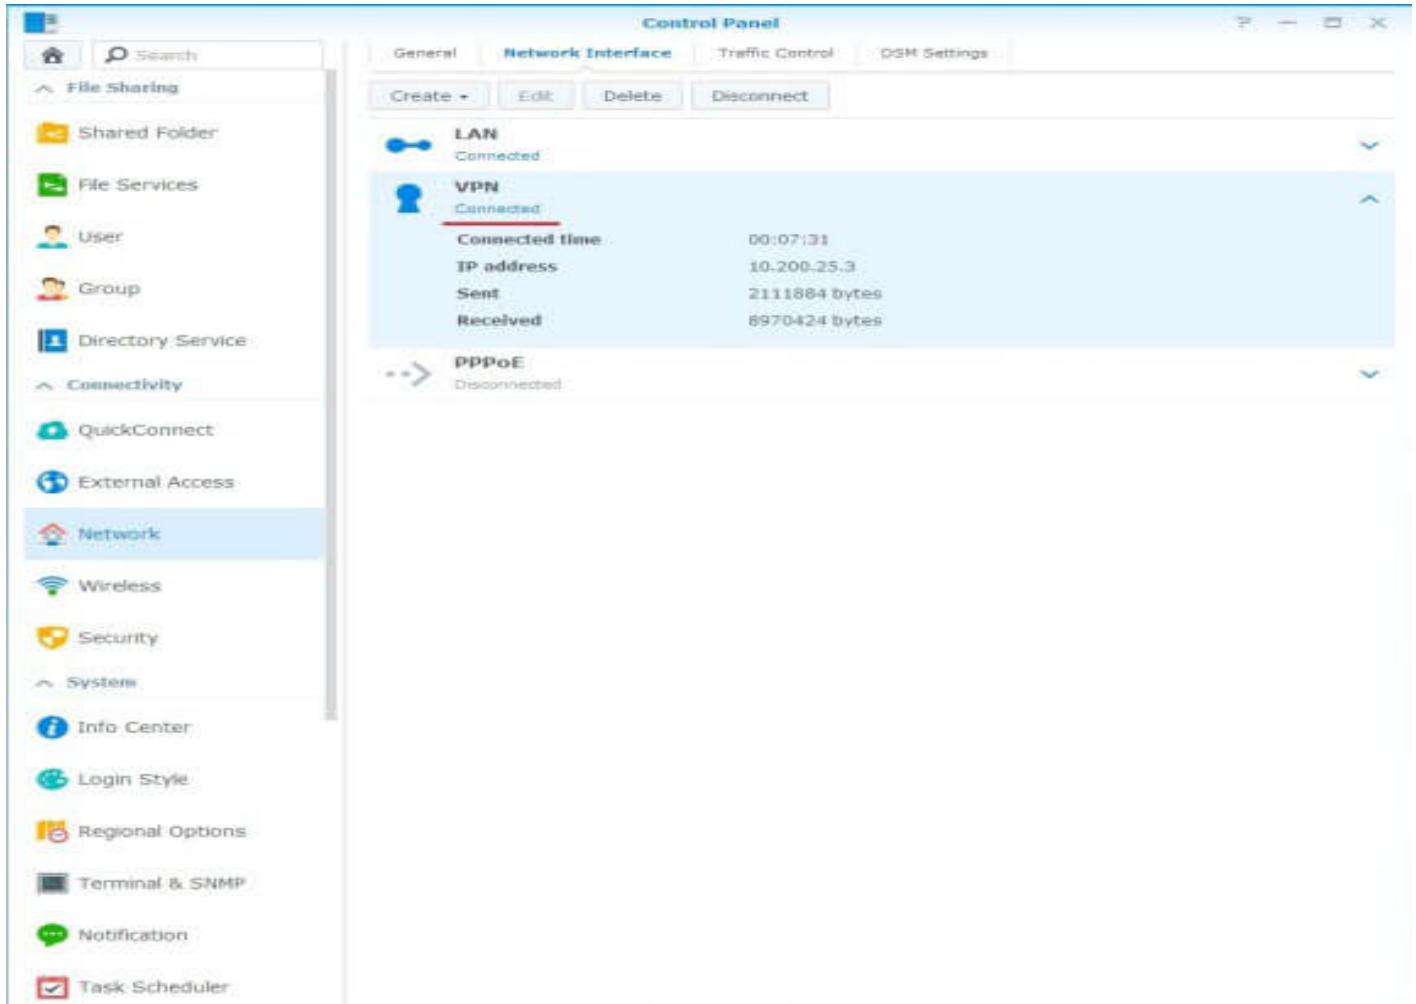 Control Panel
Search
File Sharing
Shared Folder
File Services
User
Group
Directory Service
Connectivity
QuickConnect
External Access
Network
Wireless
Security
System
Info Center
Login Style
Regional Options
Terminal & SNMP
Notification
Task Scheduler
General Network Interface Traffic Control DSM Settings
Create Edit Delete Disconnect
LAN
Connected
VPN
Connected
Connected time 00:07:31
IP address 10.200.25.3
Sent 2111884 bytes
Received 8970424 bytes
PPPoE
Disconnected